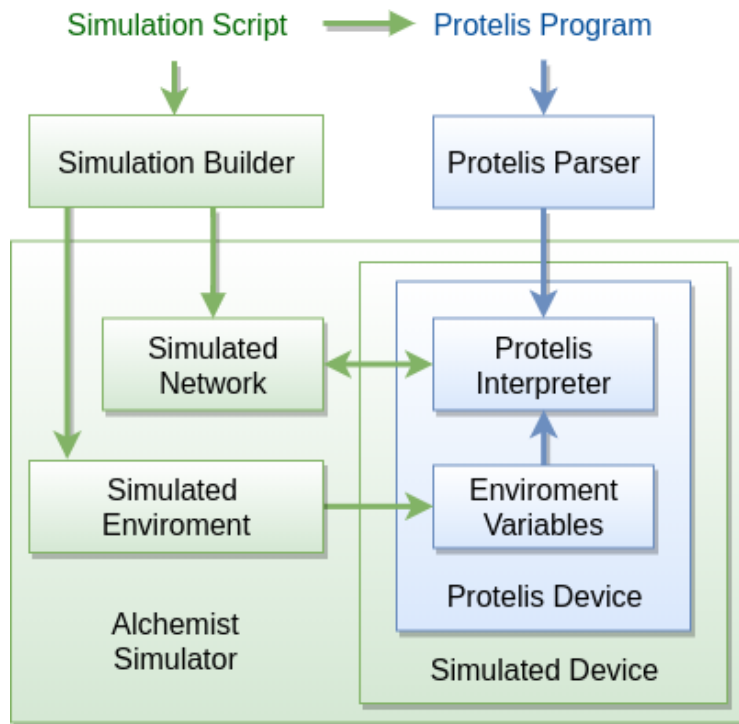 Simulation Script
Protelis Program
Simulation Builder
Protelis Parser
Simulated
Network
Protelis
Interpreter
Simulated
Enviroment
Enviroment
Variables
Protelis Device
Alchemist
Simulator
Simulated Device